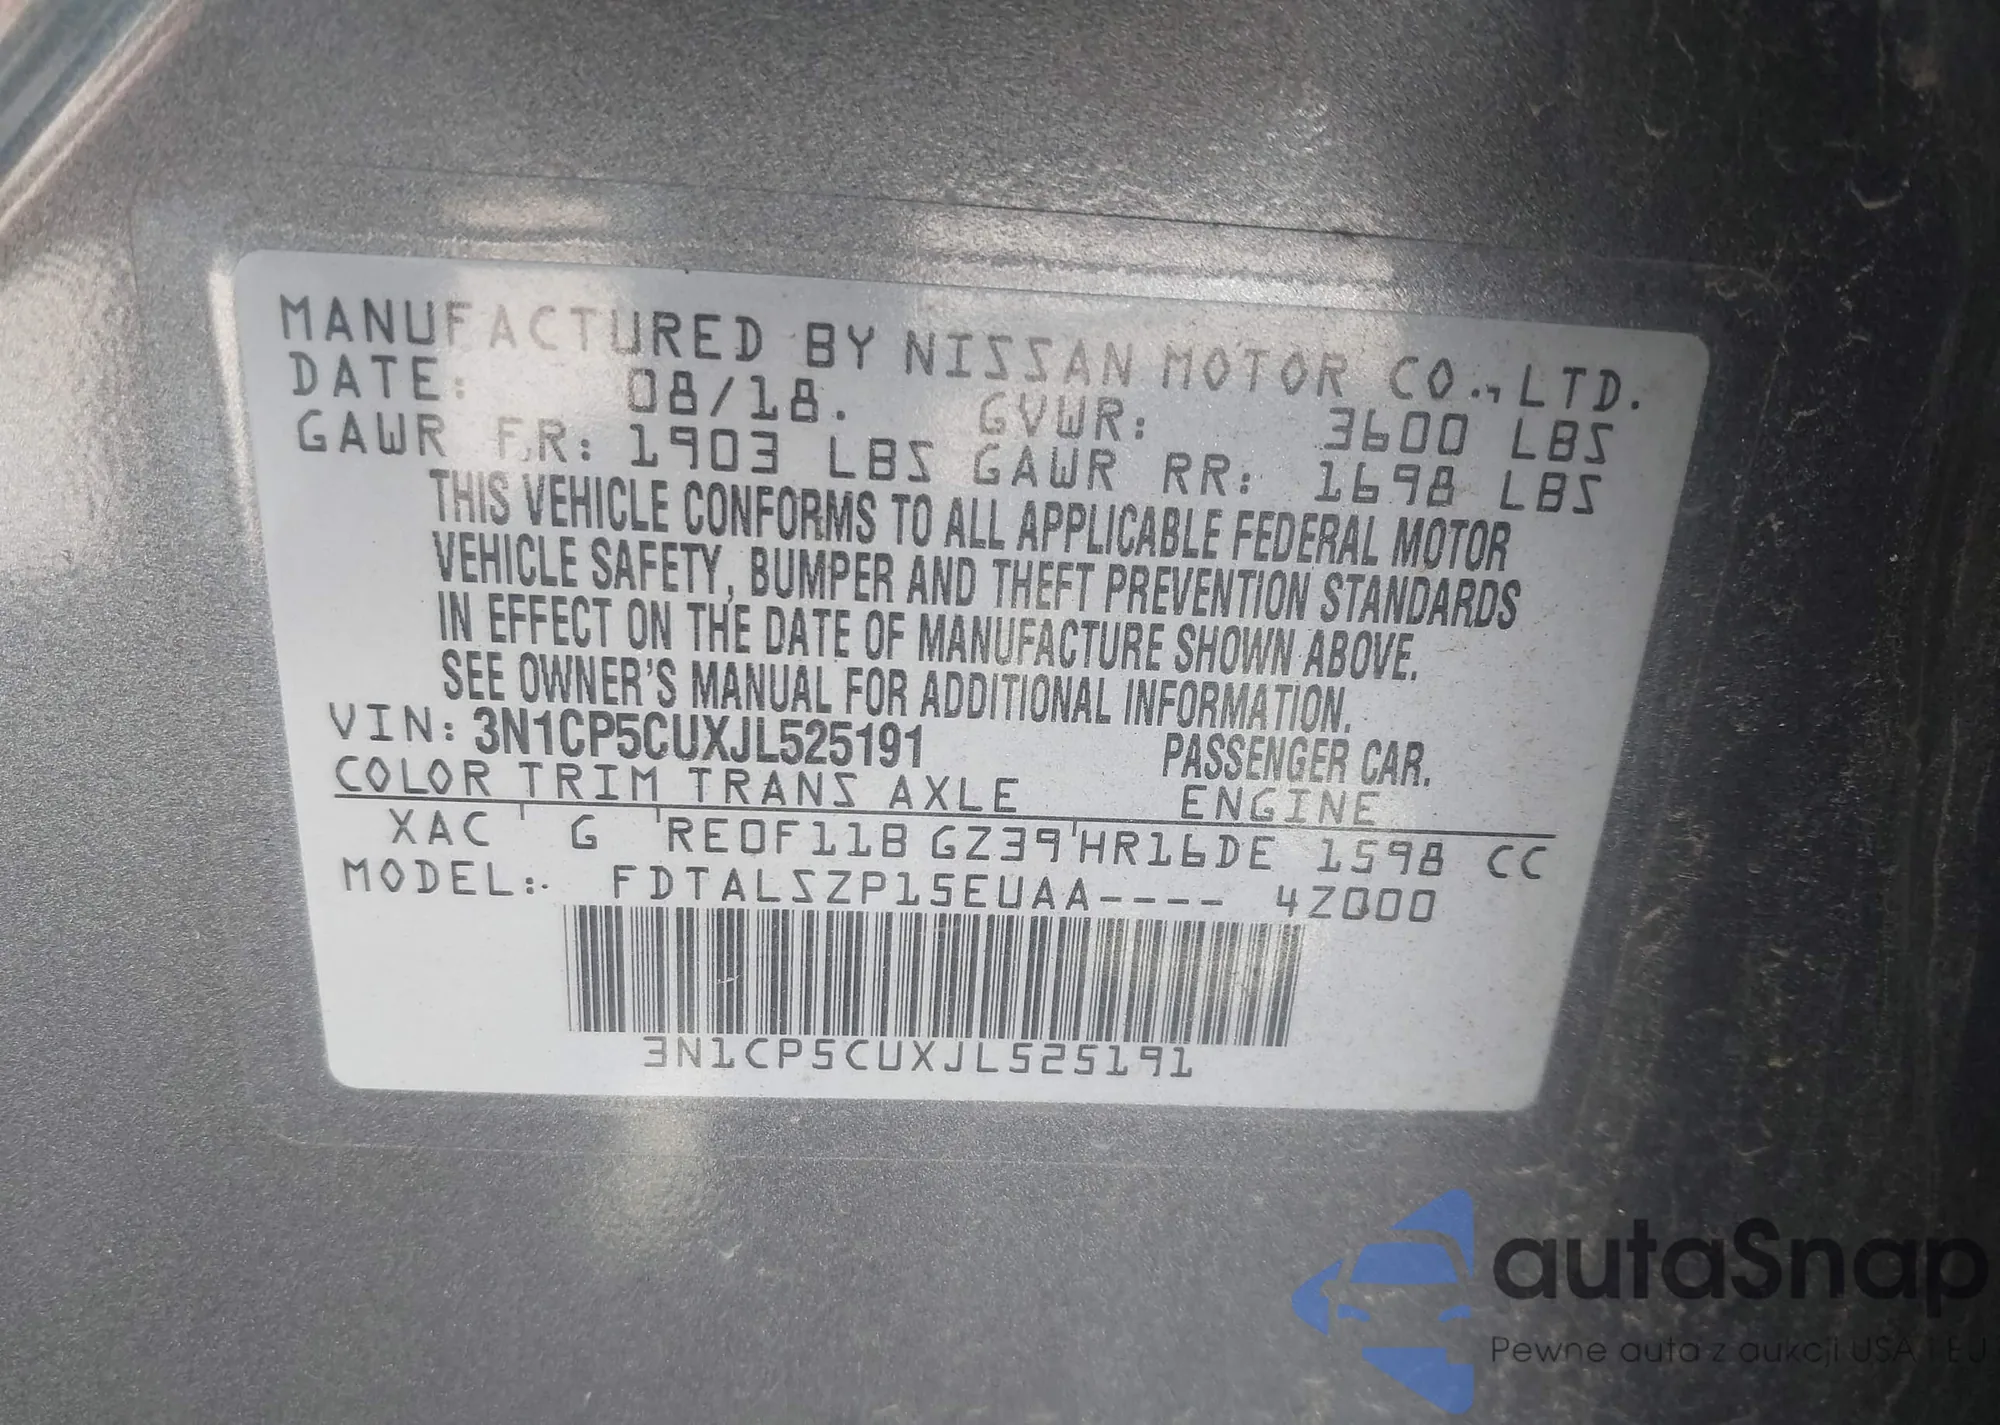 MANUFACTURED BY NISSAN MOTOR CO., LTD.
DATE: 08/18. GVWR: 3600 LBS
GAWR FR: 1903 LBS GAWR RR: 1698 LBS
THIS VEHICLE CONFORMS TO ALL APPLICABLE FEDERAL MOTOR
VEHICLE SAFETY, BUMPER AND THEFT PREVENTION STANDARDS
IN EFFECT ON THE DATE OF MANUFACTURE SHOWN ABOVE.
SEE OWNER'S MANUAL FOR ADDITIONAL INFORMATION.
VIN: 3N1CP5CUXJL525191 PASSENGER CAR.
COLOR TRIM TRANS AXLE ENGINE
XAC G RE0F11B GZ39 HR16DE 1598 CC
MODEL: FDTALSZP15EUAA---- 4Z000
3N1CP5CUXJL525191
autaSnap
Pewne auta z aukcji USA i EU